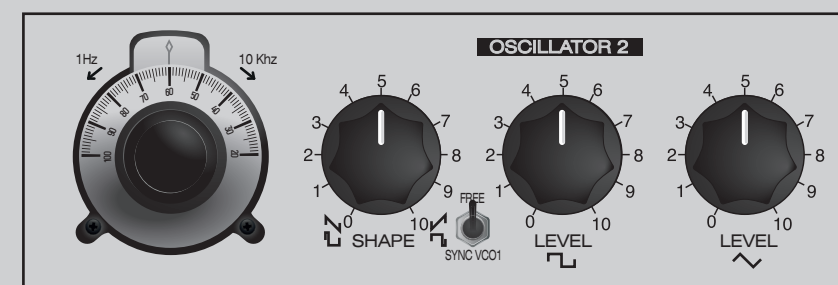 OSCILLATOR 2
1Hz
10 Khz
100 90 80 70 60 50 40 30 20
0 1 2 3 4 5 6 7 8 9 10
SHAPE
FREE
SYNC VCO1
0 1 2 3 4 5 6 7 8 9 10
LEVEL
0 1 2 3 4 5 6 7 8 9 10
LEVEL